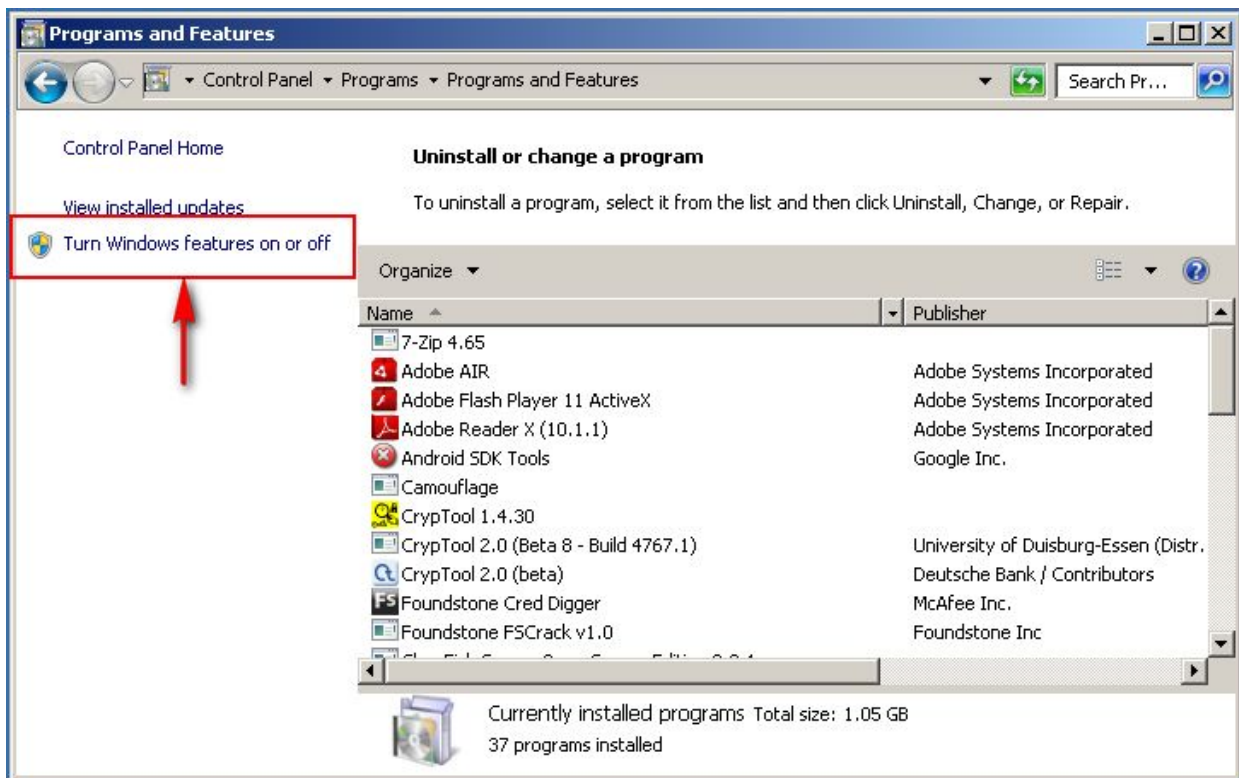 Programs and Features
Control Panel Programs Programs and Features Search Pr...
Control Panel Home
View installed updates
Turn Windows features on or off
Uninstall or change a program
To uninstall a program, select it from the list and then click Uninstall, Change, or Repair.
Organize
Name Publisher
7-Zip 4.65
Adobe AIR Adobe Systems Incorporated
Adobe Flash Player 11 ActiveX Adobe Systems Incorporated
Adobe Reader X (10.1.1) Adobe Systems Incorporated
Android SDK Tools Google Inc.
Camouflage
CrypTool 1.4.30
CrypTool 2.0 (Beta 8 - Build 4767.1) University of Duisburg-Essen (Distr.
CrypTool 2.0 (beta) Deutsche Bank / Contributors
Foundstone Cred Digger McAfee Inc.
Foundstone FSCrack v1.0 Foundstone Inc
Currently installed programs Total size: 1.05 GB
37 programs installed